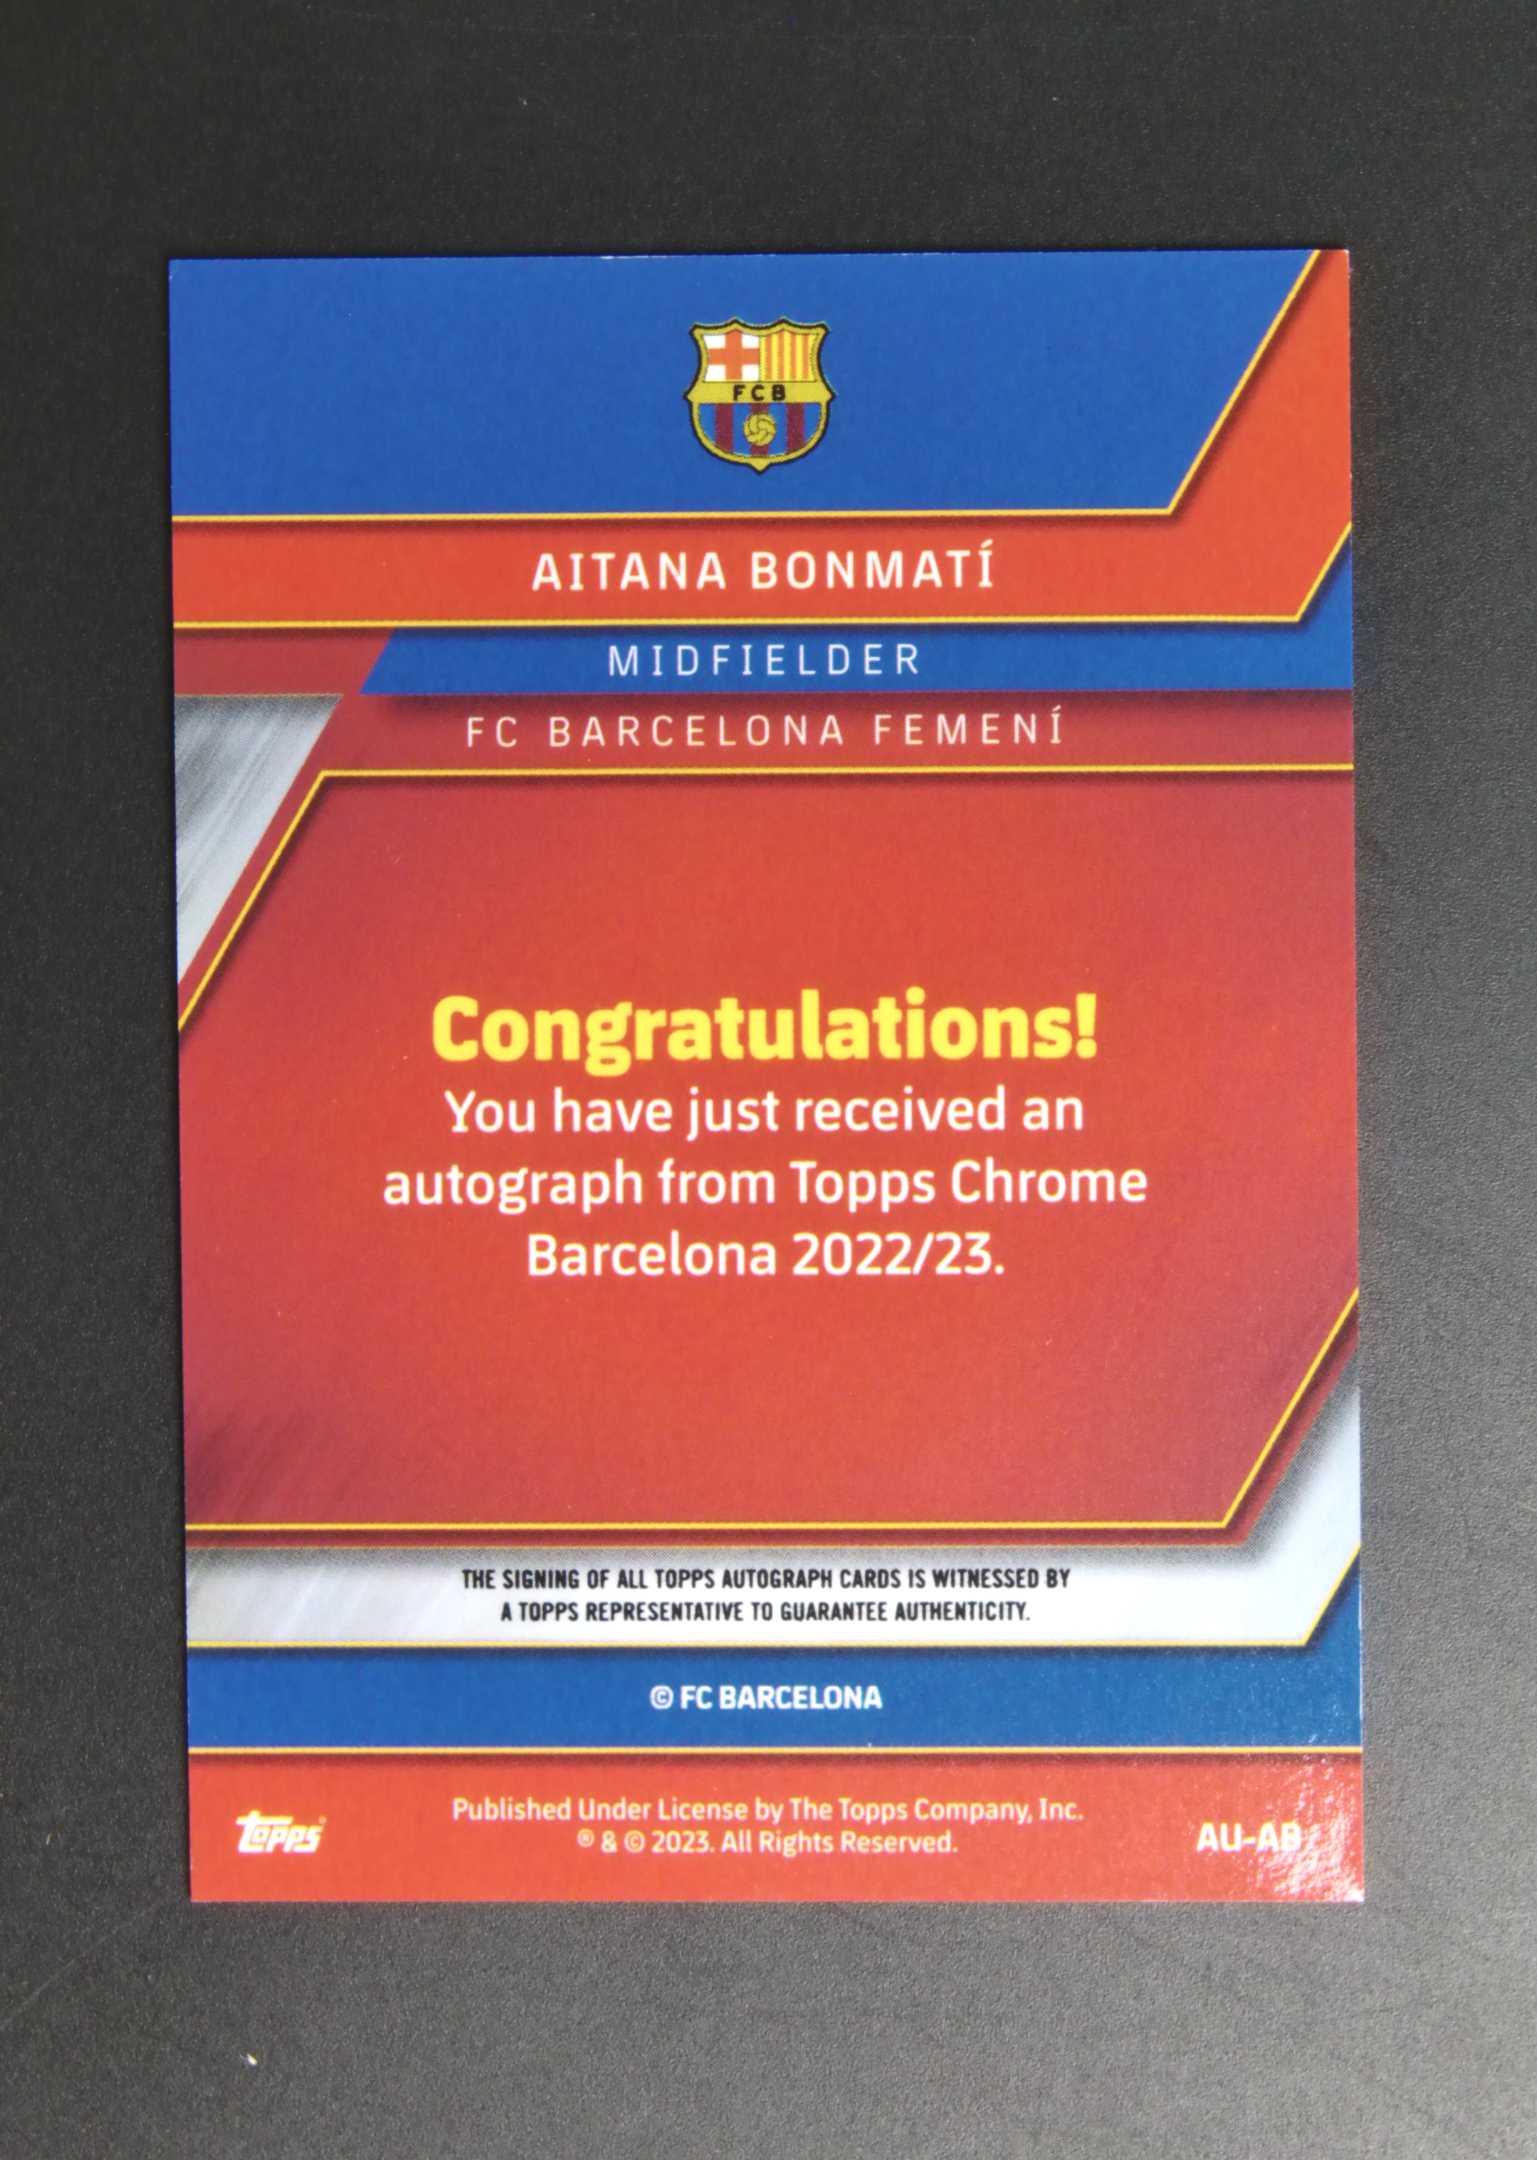 FCB
AITANA BONMATÍ
MIDFIELDER
FC BARCELONA FEMENÍ
Congratulations!
You have just received an
autograph from Topps Chrome
Barcelona 2022/23.
THE SIGNING OF ALL TOPPS AUTOGRAPH CARDS IS WITNESSED BY
A TOPPS REPRESENTATIVE TO GUARANTEE AUTHENTICITY.
© FC BARCELONA
topps®
Published Under License by The Topps Company, Inc.
® & © 2023. All Rights Reserved.
AU-AB